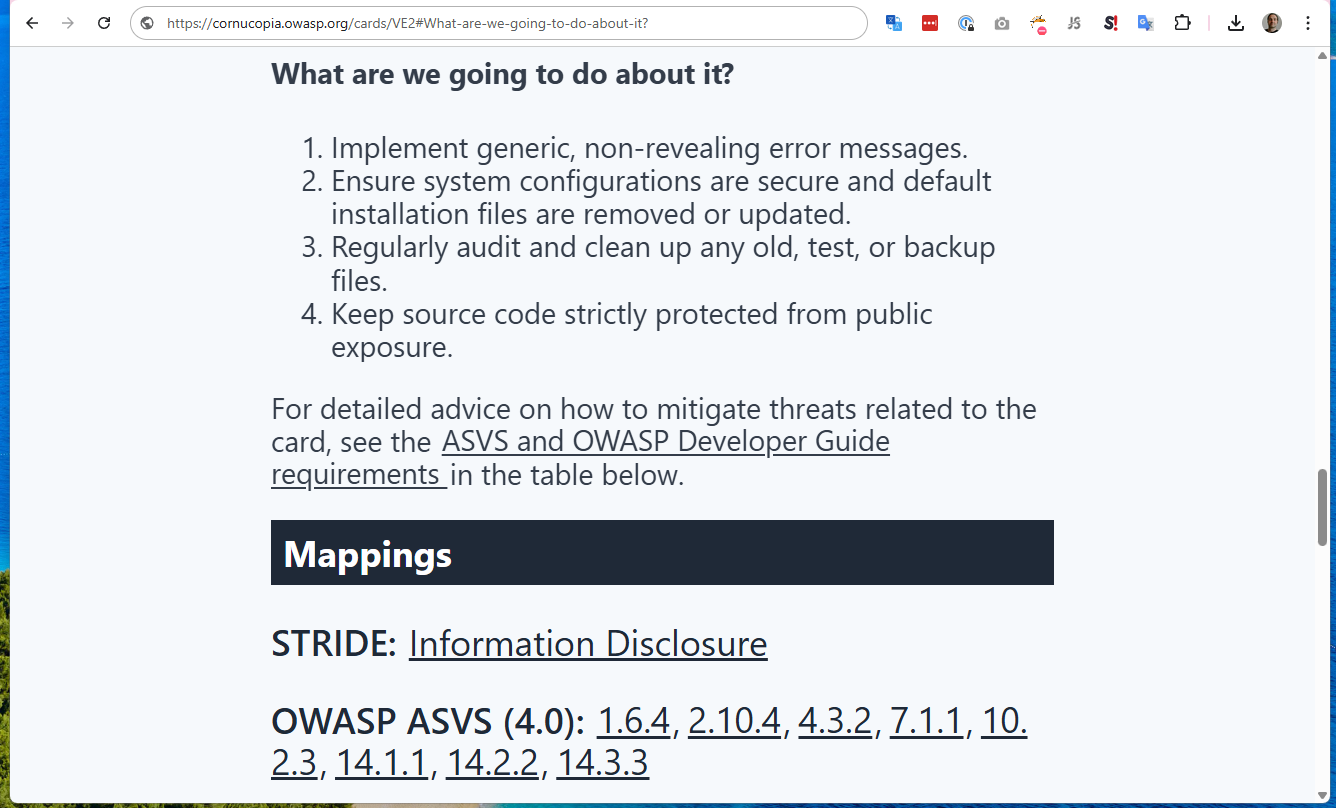 https://cornucopia.owasp.org/cards/VE2#What-are-we-going-to-do-about-it?
JS
S!
What are we going to do about it?
1. Implement generic, non-revealing error messages.
2. Ensure system configurations are secure and default
installation files are removed or updated.
3. Regularly audit and clean up any old, test, or backup
files.
4. Keep source code strictly protected from public
exposure.
For detailed advice on how to mitigate threats related to the
card, see the ASVS and OWASP Developer Guide
requirements in the table below.
Mappings
STRIDE: Information Disclosure
OWASP ASVS (4.0): 1.6.4, 2.10.4, 4.3.2, 7.1.1, 10.
2.3, 14.1.1, 14.2.2, 14.3.3